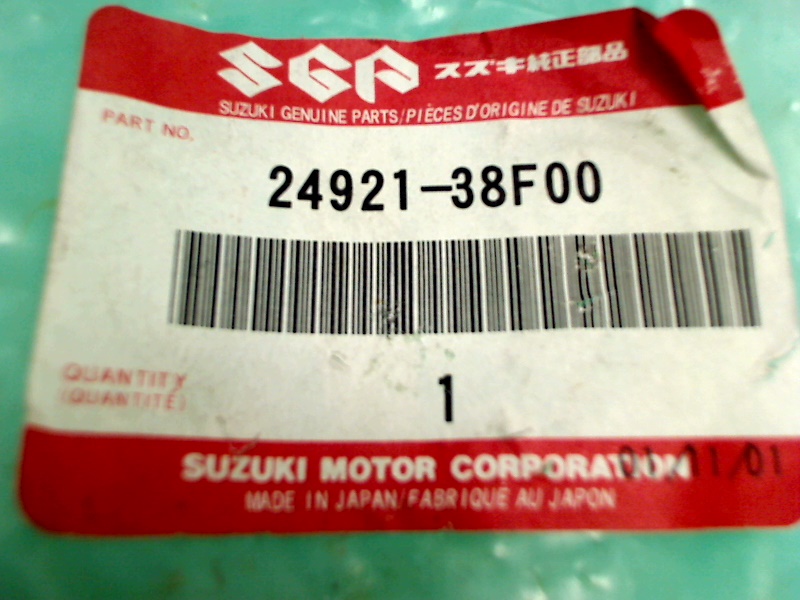 SGP スズキ純正部品
SUZUKI GENUINE PARTS/PIÈCES D'ORIGINE DE SUZUKI
PART NO.
24921-38F00
QUANTITY
(QUANTITÉ)
1
SUZUKI MOTOR CORPORATION
01/11/01
MADE IN JAPAN/FABRIQUE AU JAPON